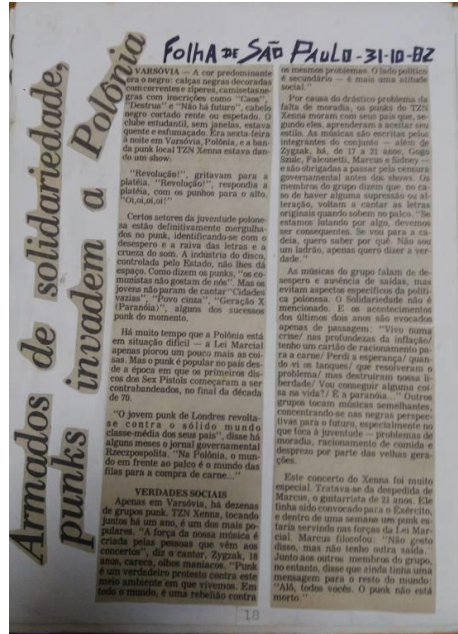 FOLHA DE SÃO PAULO - 31-10-82
Armados de solidariedade,
punks invadem a Polônia
VARSÓVIA — A cor predominante
era o negro: calças negras decoradas
com correntes e ziperes, camisetas ne-
gras com inscrições como "Caos",
"Destrua" e "Não há futuro", cabelo
negro cortado rente ou espetado. O
clube estudantil, sem janelas, estava
quente e esfumaçado. Era sexta-feira
à noite em Varsóvia, Polônia, e a ban-
da punk local TZN Xenna estava dan-
do um show.
"Revolução!", gritavam para a
platéia. "Revolução!", respondia a
platéia, com os punhos para o alto,
"Oi,oi,oi,oi!"
Certos setores da juventude polone-
sa estão definitivamente mergulha-
dos no punk, identificando-se com o
desespero e a raiva das letras e a
crueza do som. A indústria do disco,
controlada pelo Estado, não lhes dá
espaço. Como dizem os punks, "os co-
munistas não gostam de nós". Mas os
jovens não param de cantar "Cidades
vazias", "Povo cinza", "Geração X
(Paranóia)", alguns dos sucessos
punk do momento.
Há muito tempo que a Polônia está
em situação difícil — a Lei Marcial
apenas piorou um pouco mais as coi-
sas. Mas o punk é popular no país des-
de a época em que os primeiros dis-
cos dos Sex Pistols começaram a ser
contrabandeados, no final da década
de 70.
"O jovem punk de Londres revolta-
se contra o sólido mundo
classe-média dos seus pais", disse há
alguns meses o jornal governamental
Rzeczpospolita. "Na Polônia, o mun-
do em frente ao palco é o mundo das
filas para a compra de carne..."
VERDADES SOCIAIS
Apenas em Varsóvia, há dezenas
de grupos punk. TZN Xenna, tocando
juntos há um ano, é um dos mais po-
pulares. "A força da nossa música é
criada pelas pessoas que vêm aos
concertos", diz o cantor, Zygzak, 18
anos, careca, olhos maníacos. "Punk
é um verdadeiro protesto contra este
meio ambiente em que vivemos. Em
todo o mundo, é uma rebelião contra
os mesmos problemas. O lado político
é secundário — é mais uma atitude
social."
Por causa do drástico problema da
falta de moradia, os punks do TZN
Xenna moram com seus pais que, se-
gundo eles, aprenderam a aceitar seu
estilo. As músicas são escritas pelos
integrantes do conjunto — além de
Zygzak, há, de 17 a 21 anos, Gogo
Szulc, Falconetti, Marcus e Sidney —
e são obrigadas a passar pela censura
governamental antes dos shows. Os
membros do grupo dizem que, no ca-
so de haver alguma supressão ou al-
teração, voltam a cantar as letras
originais quando sobem no palco. "Se
estamos lutando por algo, devemos
ser consequentes. Se vou para a ca-
deia, quero saber por quê. Não sou
um ladrão, apenas quero dizer a ver-
dade."
As músicas do grupo falam de de-
sespero e ausência de saídas, mas
evitam aspectos específicos da políti-
ca polonesa. O Solidariedade não é
mencionado. E os acontecimentos
dos últimos dois anos são evocados
apenas de passagem: "Vivo numa
crise/ nas profundezas da inflação/
tenho um cartão de racionamento pa-
ra a carne/ Perdi a esperança/ quan-
do vi os tanques/ que resolveram o
problema/ mas destruíram nossa li-
berdade/ Vou conseguir alguma coi-
sa na vida?/ É a paranóia..." Outros
grupos tocam músicas semelhantes,
concentrando-se nas negras perspec-
tivas para o futuro, especialmente no
que toca à juventude — problemas de
moradia, racionamento de comida e
desprezo por parte das velhas gera-
ções.
Este concerto do Xenna foi muito
especial. Tratava-se da despedida de
Marcus, o guitarrista de 21 anos. Ele
tinha sido convocado para o Exército,
e dentro de uma semana um punk es-
taria servindo nas forças da Lei Mar-
cial. Marcus filosofou: "Não gosto
disso, mas não tenho outra saída."
Junto aos outros membros do grupo,
no entanto, disse que ainda tinha uma
mensagem para o resto do mundo:
"Alô, todos vocês. O punk não está
morto."
18